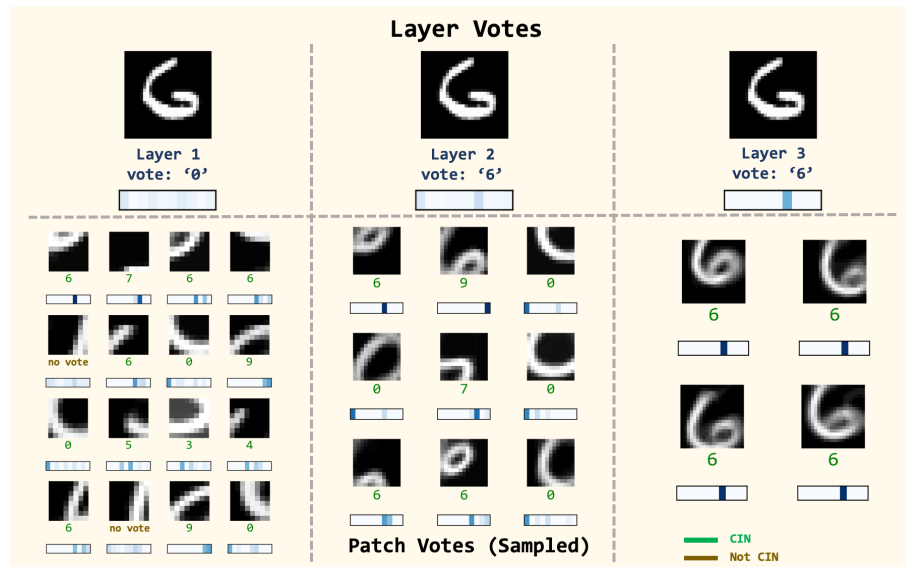 Layer Votes
Layer 1
vote: ‘0’
Layer 2
vote: ‘6’
Layer 3
vote: ‘6’
6 7 6 6
no vote 6 0 9
0 5 3 4
6 no vote 9 0
6 9 0
0 7 0
6 6 0
6 6
6 6
Patch Votes (Sampled)
CIN
Not CIN